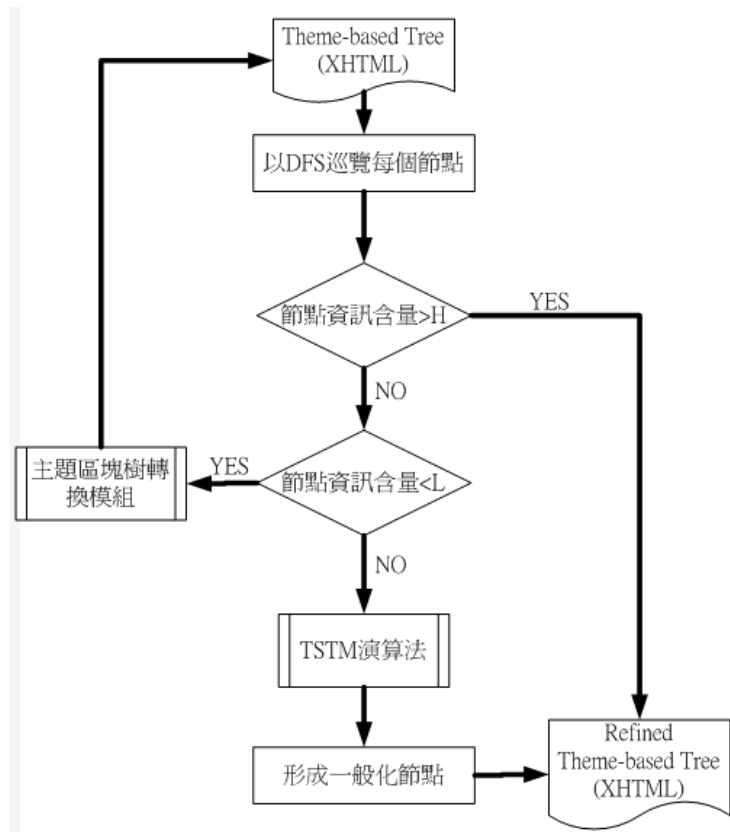 Theme-based Tree
(XHTML)
以DFS巡覽每個節點
節點資訊含量>H
YES
NO
主題區塊樹轉
換模組
YES
節點資訊含量<L
NO
TSTM演算法
形成一般化節點
Refined
Theme-based Tree
(XHTML)